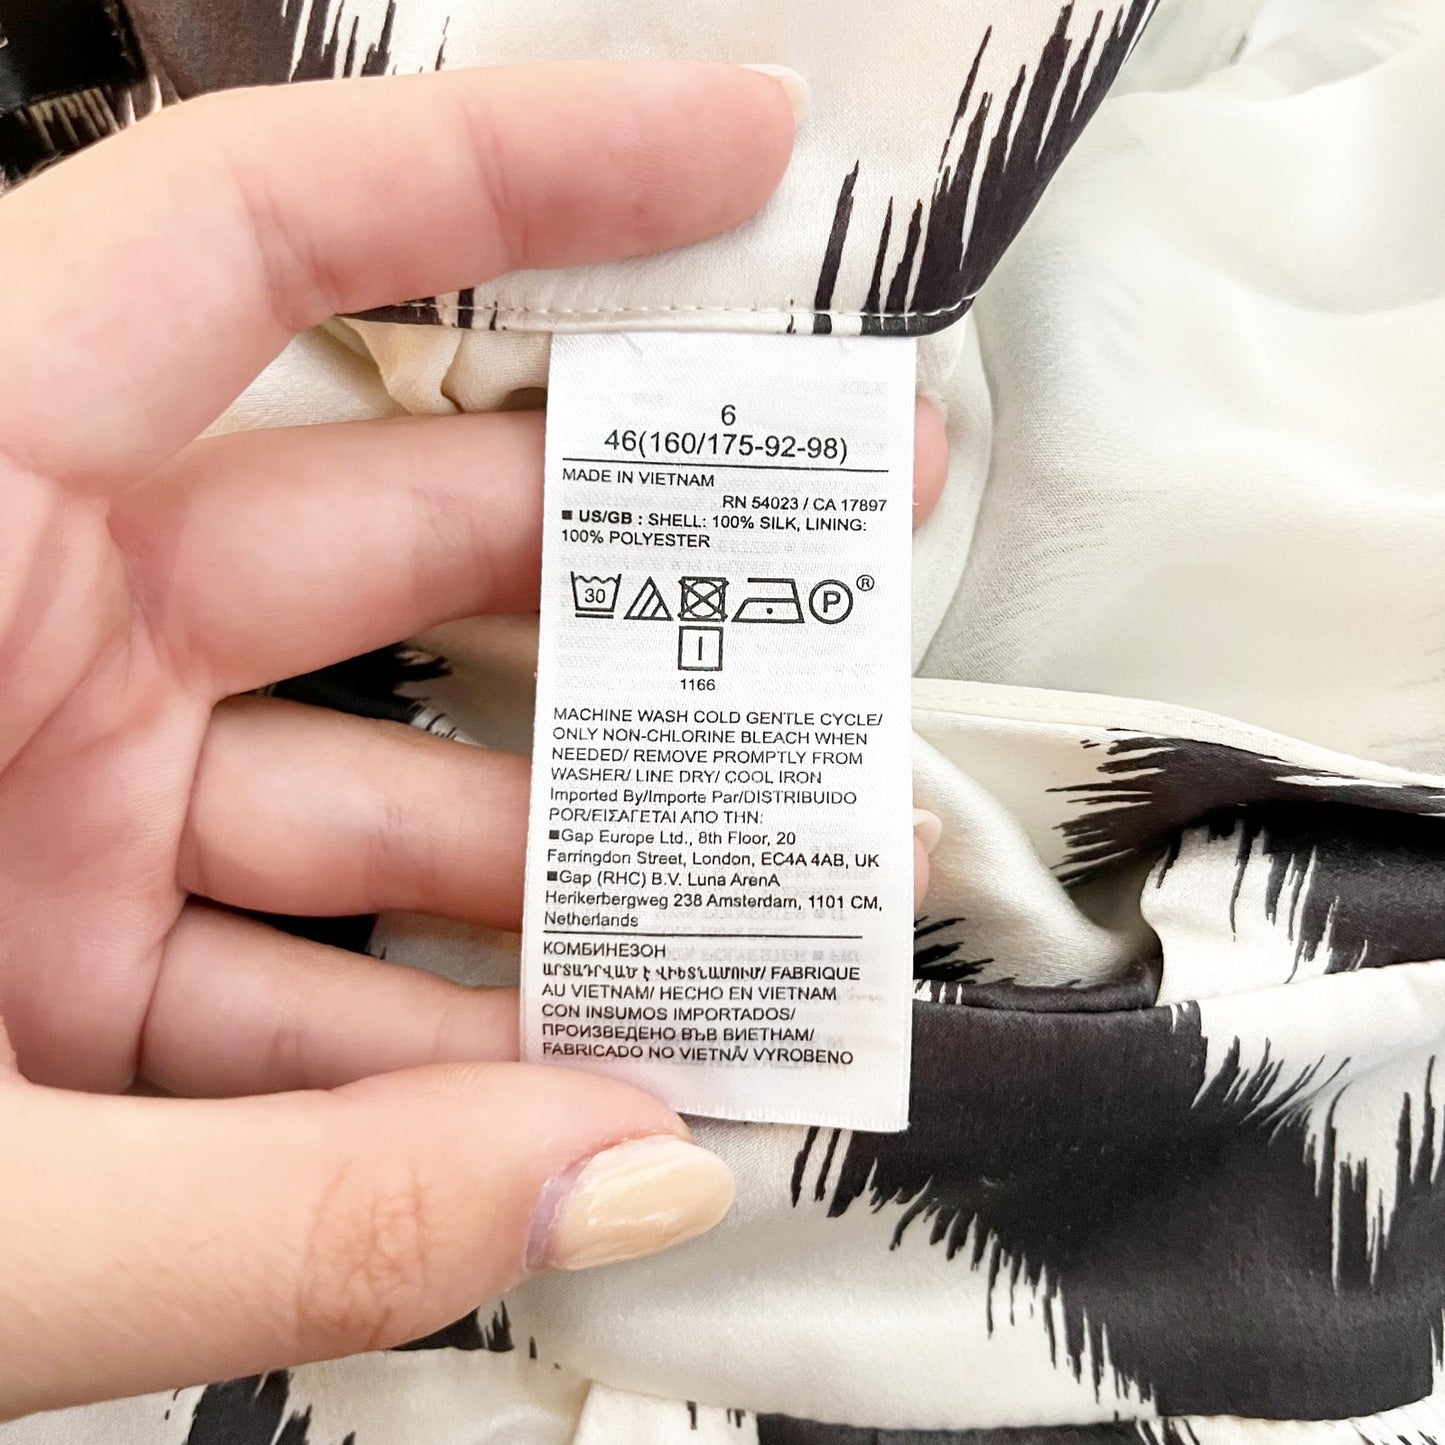 6
46(160/175-92-98)
MADE IN VIETNAM
RN 54023 / CA 17897
■ US/GB : SHELL: 100% SILK, LINING:
100% POLYESTER
30 P ®
1166
MACHINE WASH COLD GENTLE CYCLE/
ONLY NON-CHLORINE BLEACH WHEN
NEEDED/ REMOVE PROMPTLY FROM
WASHER/ LINE DRY/ COOL IRON
Imported By/Importe Par/DISTRIBUIDO
POR/ΕΙΣΑΓΕΤΑΙ ΑΠΟ ΤΗΝ:
■Gap Europe Ltd., 8th Floor, 20
Farringdon Street, London, EC4A 4AB, UK
■Gap (RHC) B.V. Luna ArenA
Herikerbergweg 238 Amsterdam, 1101 CM,
Netherlands
КОМБИНЕЗОН
ԱՐՏԱԴՐՎԱԾ Է ՎԻԵՏՆԱՄՈՒՄ/ FABRIQUE
AU VIETNAM/ HECHO EN VIETNAM
CON INSUMOS IMPORTADOS/
ПРОИЗВЕДЕНО ВЪВ ВИЕТНАМ/
FABRICADO NO VIETNÃ/ VYROBENO